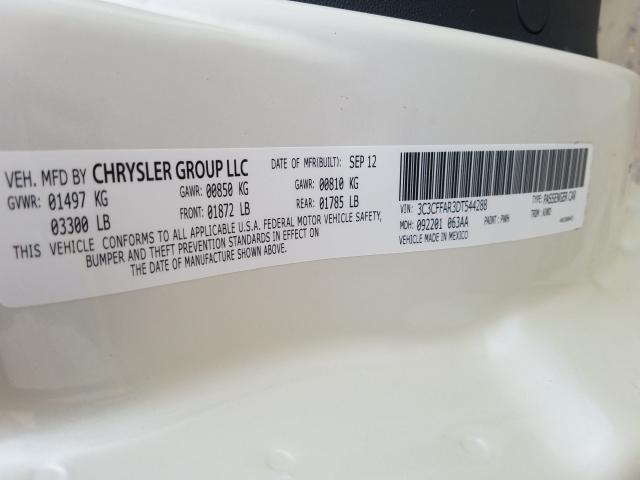 VEH. MFD BY CHRYSLER GROUP LLC DATE OF MFR(BUILT): SEP 12
GVWR: 01497 KG GAWR: 00850 KG GAWR: 00810 KG
03300 LB FRONT: 01872 LB REAR: 01785 LB
THIS VEHICLE CONFORMS TO ALL APPLICABLE U.S.A. FEDERAL MOTOR VEHICLE SAFETY,
BUMPER AND THEFT PREVENTION STANDARDS IN EFFECT ON
THE DATE OF MANUFACTURE SHOWN ABOVE.
VIN: 3C3CFFAR3DT544288 TYPE: PASSENGER CAR
MDH: 092201 063AA PAINT: PWH TRIM:
VEHICLE MADE IN MEXICO